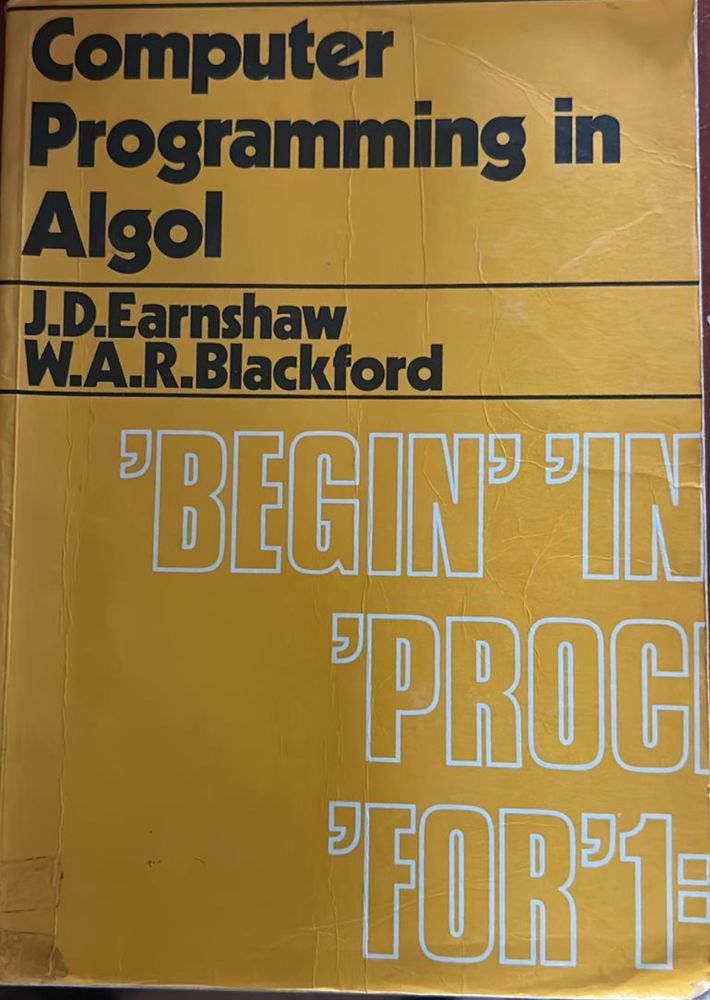 Computer
Programming in
Algol
J.D.Earnshaw
W.A.R.Blackford
’BEGIN’ ’IN
’PROC
’FOR’1: